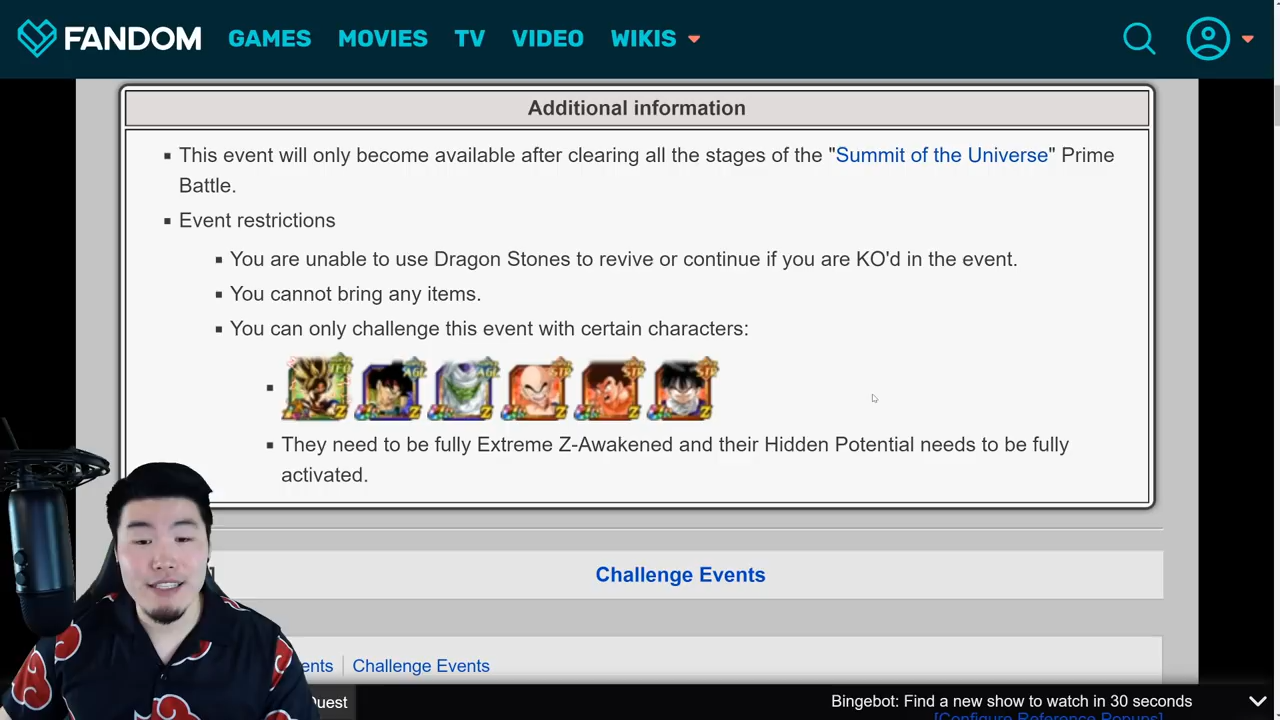 FANDOM GAMES MOVIES TV VIDEO WIKIS
Additional information
This event will only become available after clearing all the stages of the "Summit of the Universe" Prime
Battle.
Event restrictions
You are unable to use Dragon Stones to revive or continue if you are KO'd in the event.
You cannot bring any items.
You can only challenge this event with certain characters:
They need to be fully Extreme Z-Awakened and their Hidden Potential needs to be fully
activated.
Challenge Events
Challenge Events
Bingebot: Find a new show to watch in 30 seconds
[Configure Reference Popups]